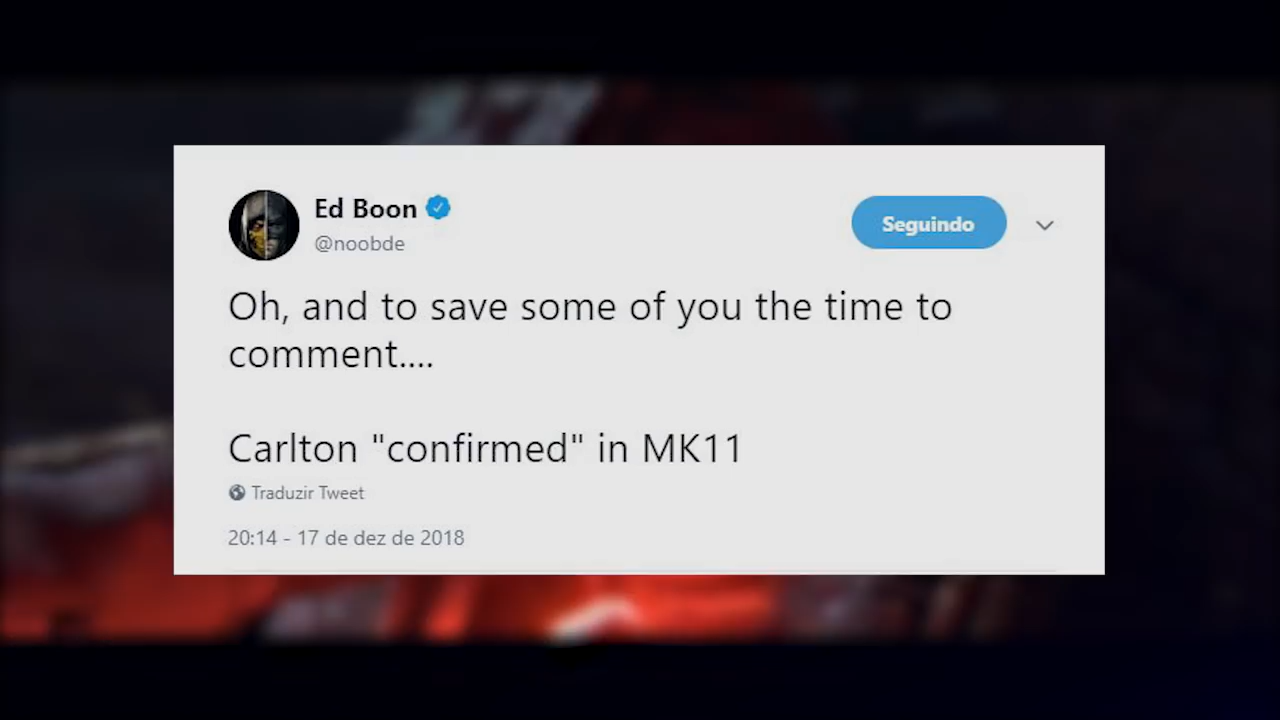 Ed Boon
@noobde
Seguindo
Oh, and to save some of you the time to
comment....
Carlton "confirmed" in MK11
Traduzir Tweet
20:14 - 17 de dez de 2018